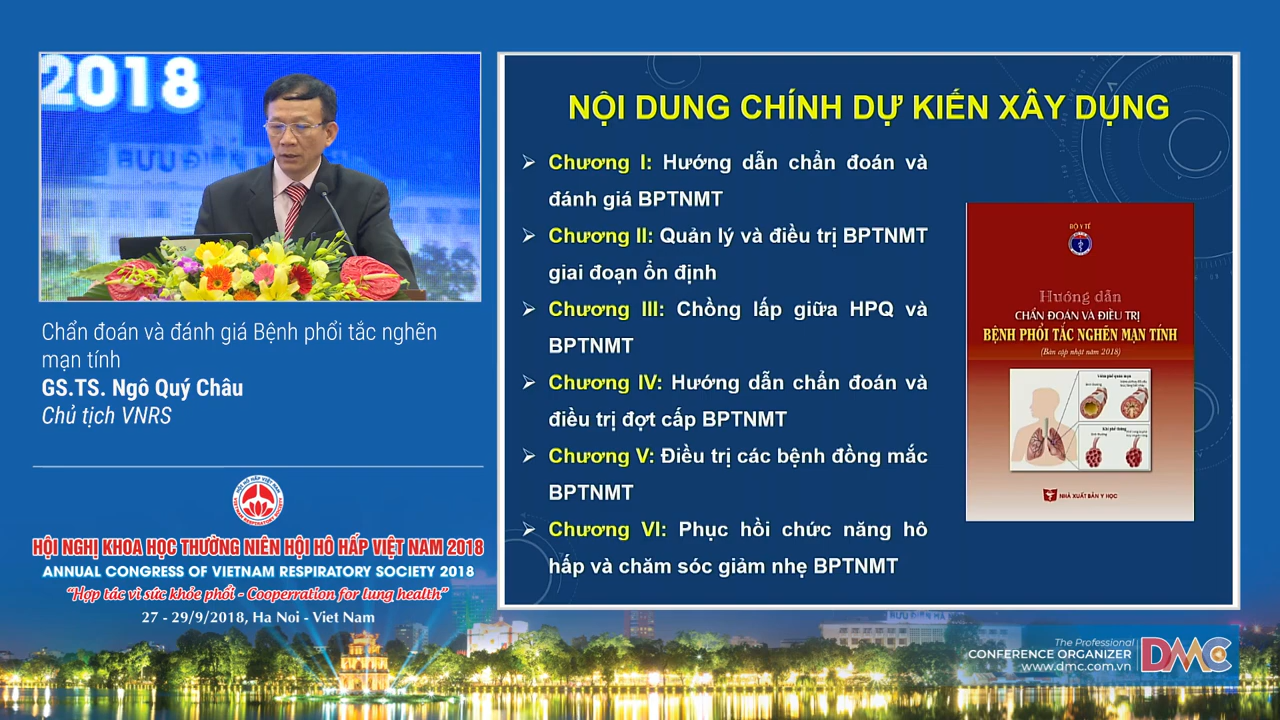 2018
BƯU ĐIỆN
Chẩn đoán và đánh giá Bệnh phổi tắc nghẽn
mạn tính
GS.TS. Ngô Quý Châu
Chủ tịch VNRS
HỘI HÔ HẤP VIỆT NAM
HỘI NGHỊ KHOA HỌC THƯỜNG NIÊN HỘI HÔ HẤP VIỆT NAM 2018
ANNUAL CONGRESS OF VIETNAM RESPIRATORY SOCIETY 2018
"Hợp tác vì sức khỏe phổi - Cooperration for lung health"
27 - 29/9/2018, Ha Noi - Viet Nam
NỘI DUNG CHÍNH DỰ KIẾN XÂY DỤNG
Chương I: Hướng dẫn chẩn đoán và
đánh giá BPTNMT
Chương II: Quản lý và điều trị BPTNMT
giai đoạn ổn định
Chương III: Chồng lấp giữa HPQ và
BPTNMT
Chương IV: Hướng dẫn chẩn đoán và
điều trị đợt cấp BPTNMT
Chương V: Điều trị các bệnh đồng mắc
BPTNMT
Chương VI: Phục hồi chức năng hô
hấp và chăm sóc giảm nhẹ BPTNMT
BỘ Y TẾ
Hướng dẫn
CHẨN ĐOÁN VÀ ĐIỀU TRỊ
BỆNH PHỔI TẮC NGHẼN MẠN TÍNH
(Bản cập nhật năm 2018)
NHÀ XUẤT BẢN Y HỌC
The Professional
CONFERENCE ORGANIZER
www.dmc.com.vn
DMC